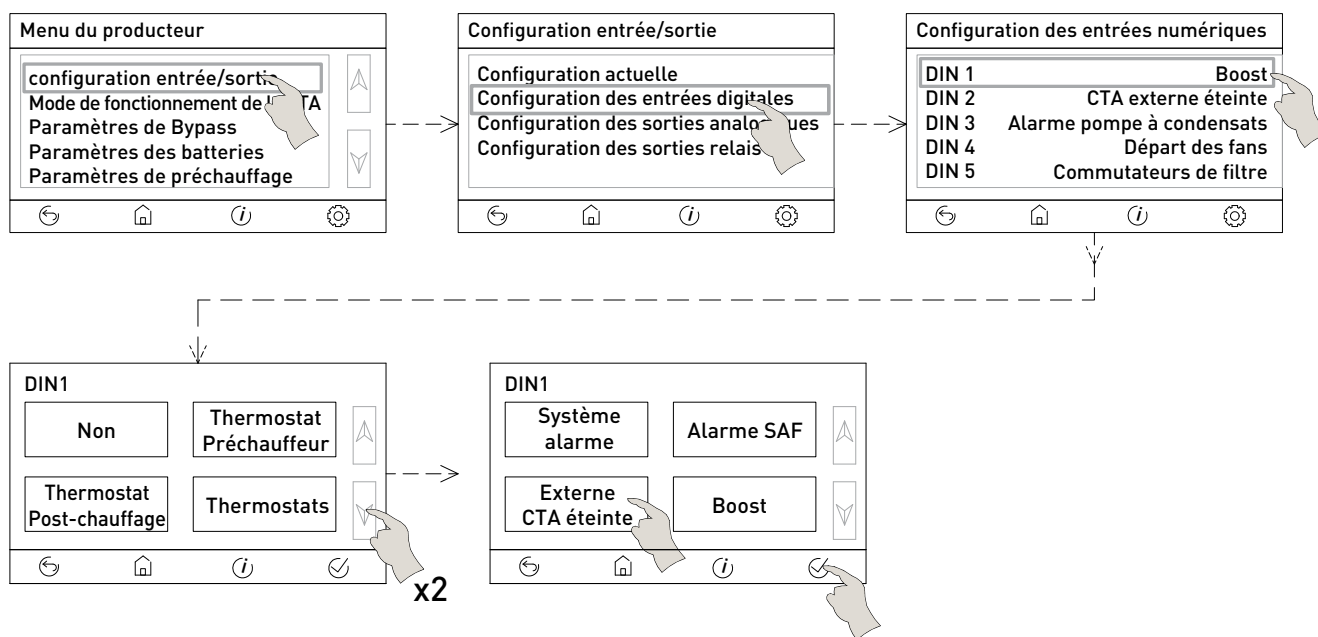 Menu du producteur
configuration entrée/sortie
Mode de fonctionnement de
Paramètres de Bypass
Paramètres des batteries
Paramètres de préchauffage
Configuration entrée/sortie
Configuration actuelle
Configuration des entrées digitales
Configuration des sorties analogiques
Configuration des sorties relais
Configuration des entrées numériques
DIN 1 Boost
DIN 2 CTA externe éteinte
DIN 3 Alarme pompe à condensats
DIN 4 Départ des fans
DIN 5 Commutateurs de filtre
i
i
i
DIN1
Non
Thermostat
Préchauffeur
Thermostat
Post-chauffage
Thermostats
i
x2
DIN1
Système
alarme
Alarme SAF
Externe
CTA éteinte
Boost
i